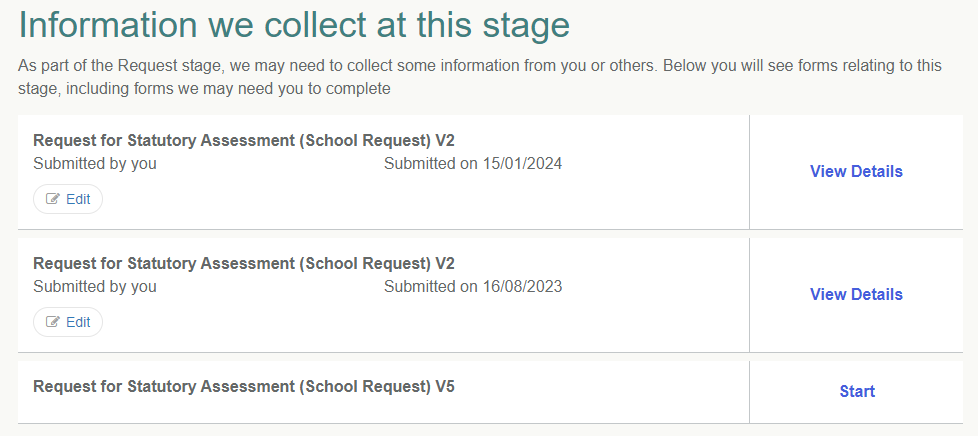 Information we collect at this stage
As part of the Request stage, we may need to collect some information from you or others. Below you will see forms relating to this
stage, including forms we may need you to complete
Request for Statutory Assessment (School Request) V2
Submitted by you Submitted on 15/01/2024
View Details
Edit
Request for Statutory Assessment (School Request) V2
Submitted by you Submitted on 16/08/2023
View Details
Edit
Request for Statutory Assessment (School Request) V5
Start